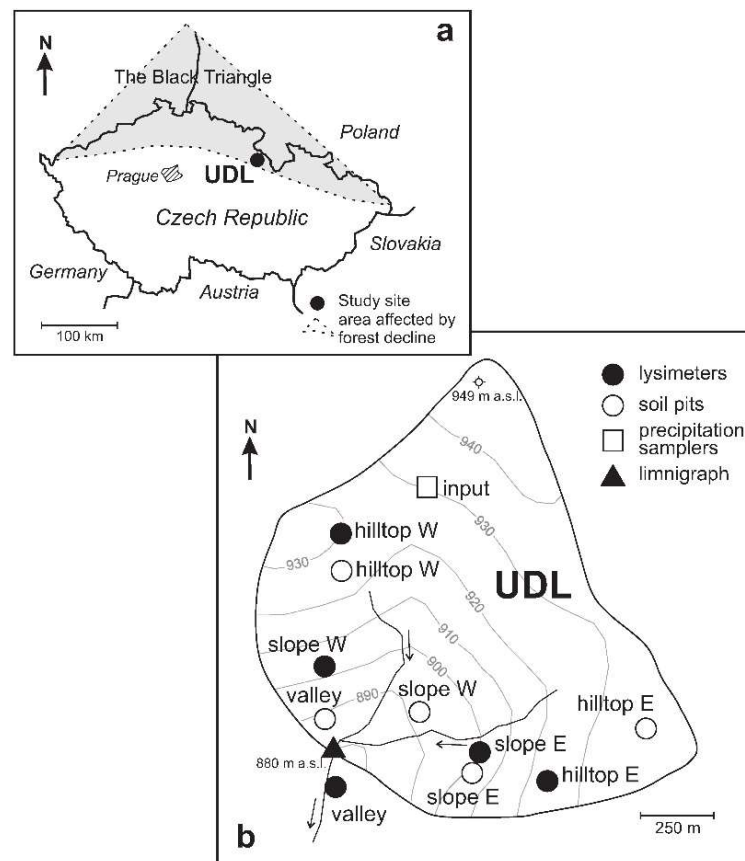 a
N
The Black Triangle
Poland
Prague
UDL
Czech Republic
Slovakia
Germany
Austria
Study site
area affected by
forest decline
100 km
949 m a.s.l.
lysimeters
soil pits
precipitation
samplers
limnigraph
N
940
input
930
hilltop W
930
hilltop W
920
UDL
910
slope W
900
valley
890
slope W
hilltop E
slope E
880 m a.s.l.
slope E
hilltop E
valley
250 m
b